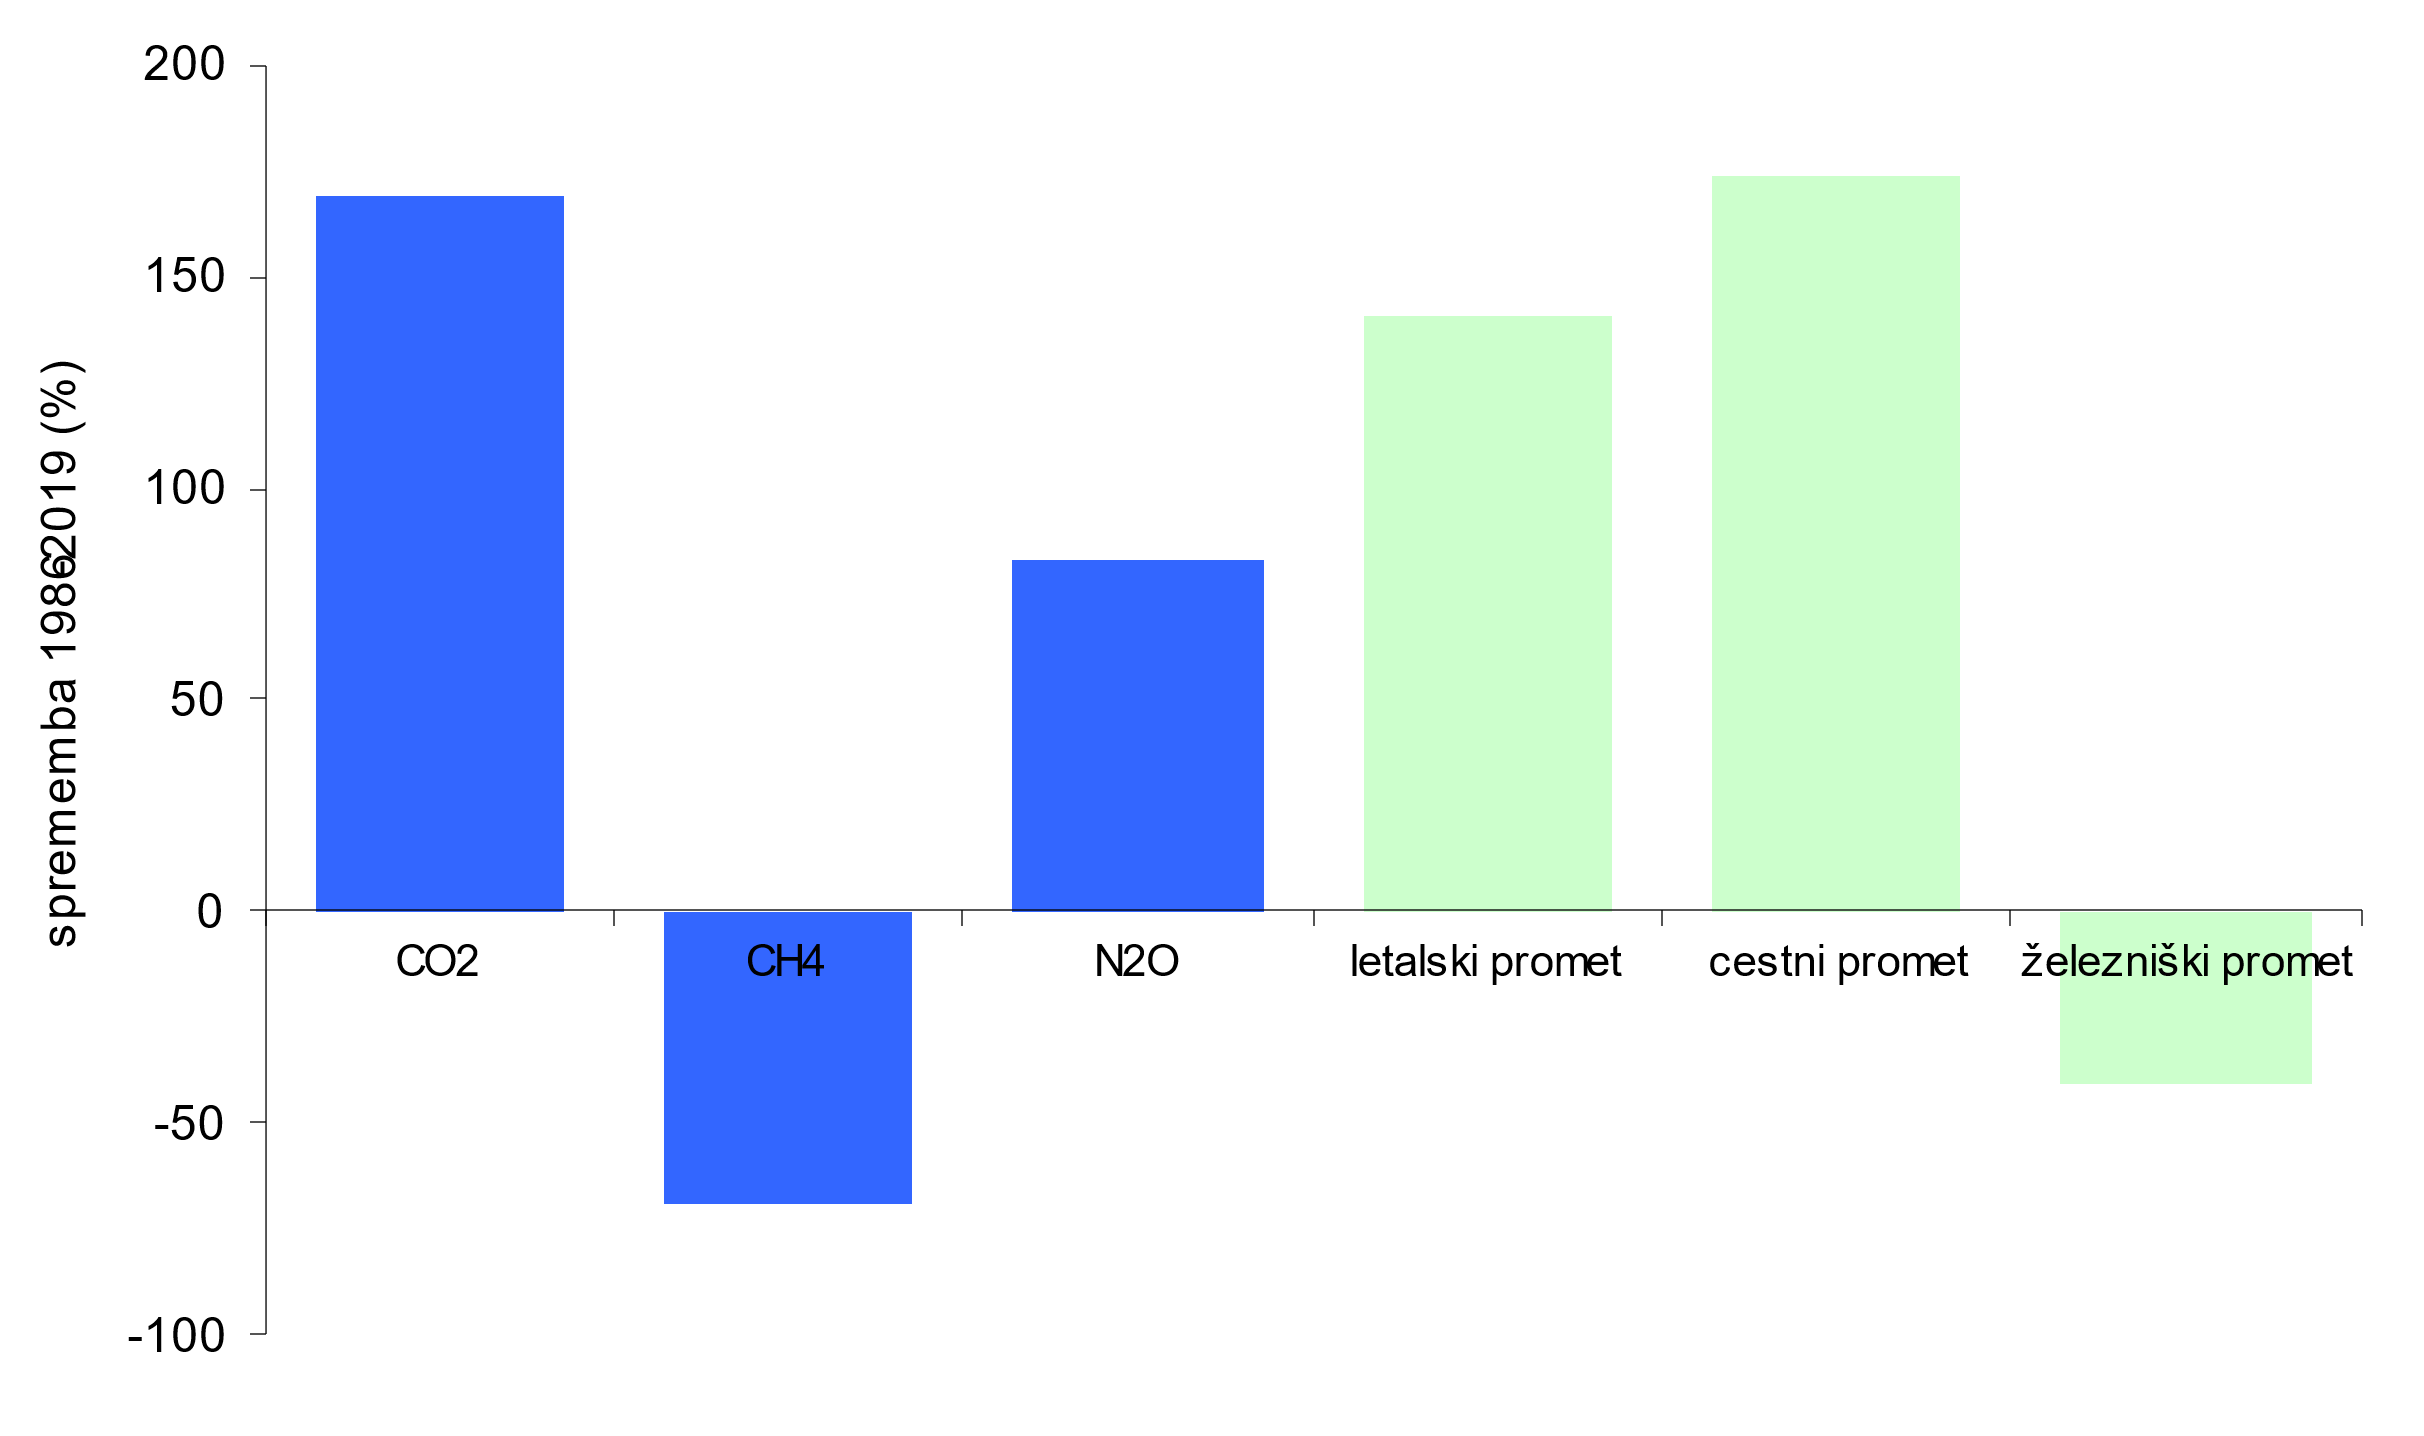 200
150
100
50
0
-50
-100
sprememba 1986-2019 (%)
CO2
CH4
N2O
letalski promet
cestni promet
železniški promet